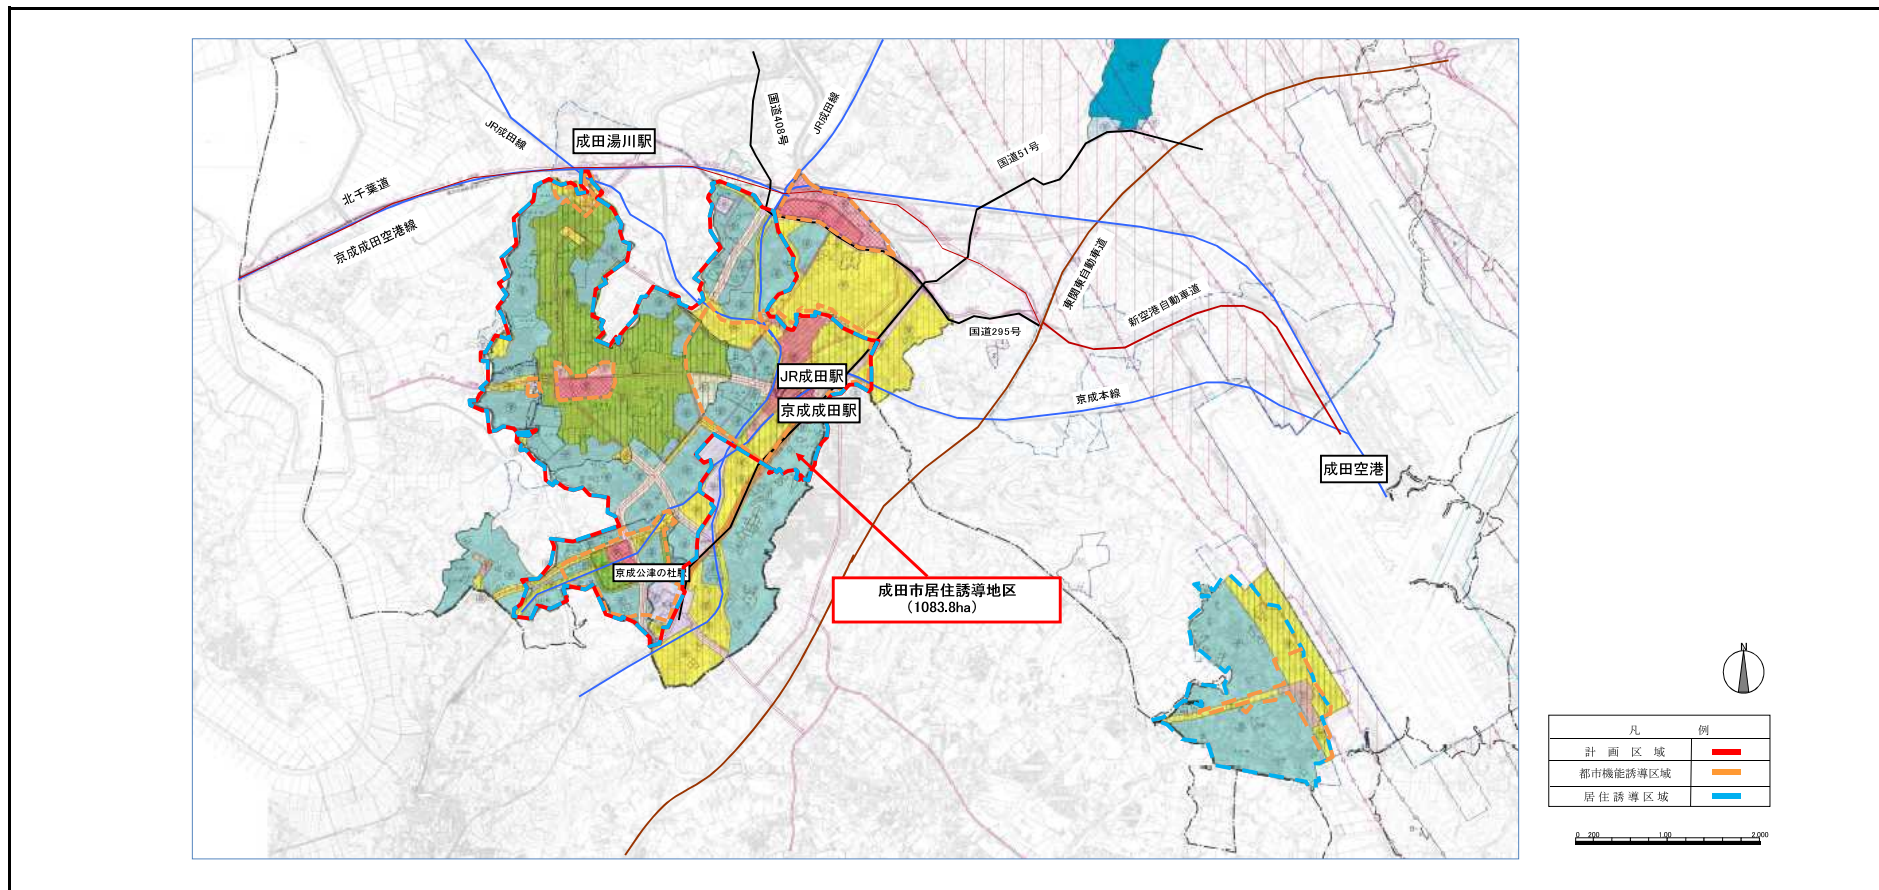 JR成田線
成田湯川駅
国道408号
JR成田線
国道51号
北千葉道
京成成田空港線
東関東自動車道
新空港自動車道
国道295号
JR成田駅
京成成田駅
京成本線
成田空港
京成公津の杜駅
成田市居住誘導地区
（1083.8ha）
N
凡 例
計 画 区 域
都市機能誘導区域
居 住 誘 導 区 域
0 200 1.00 2.000